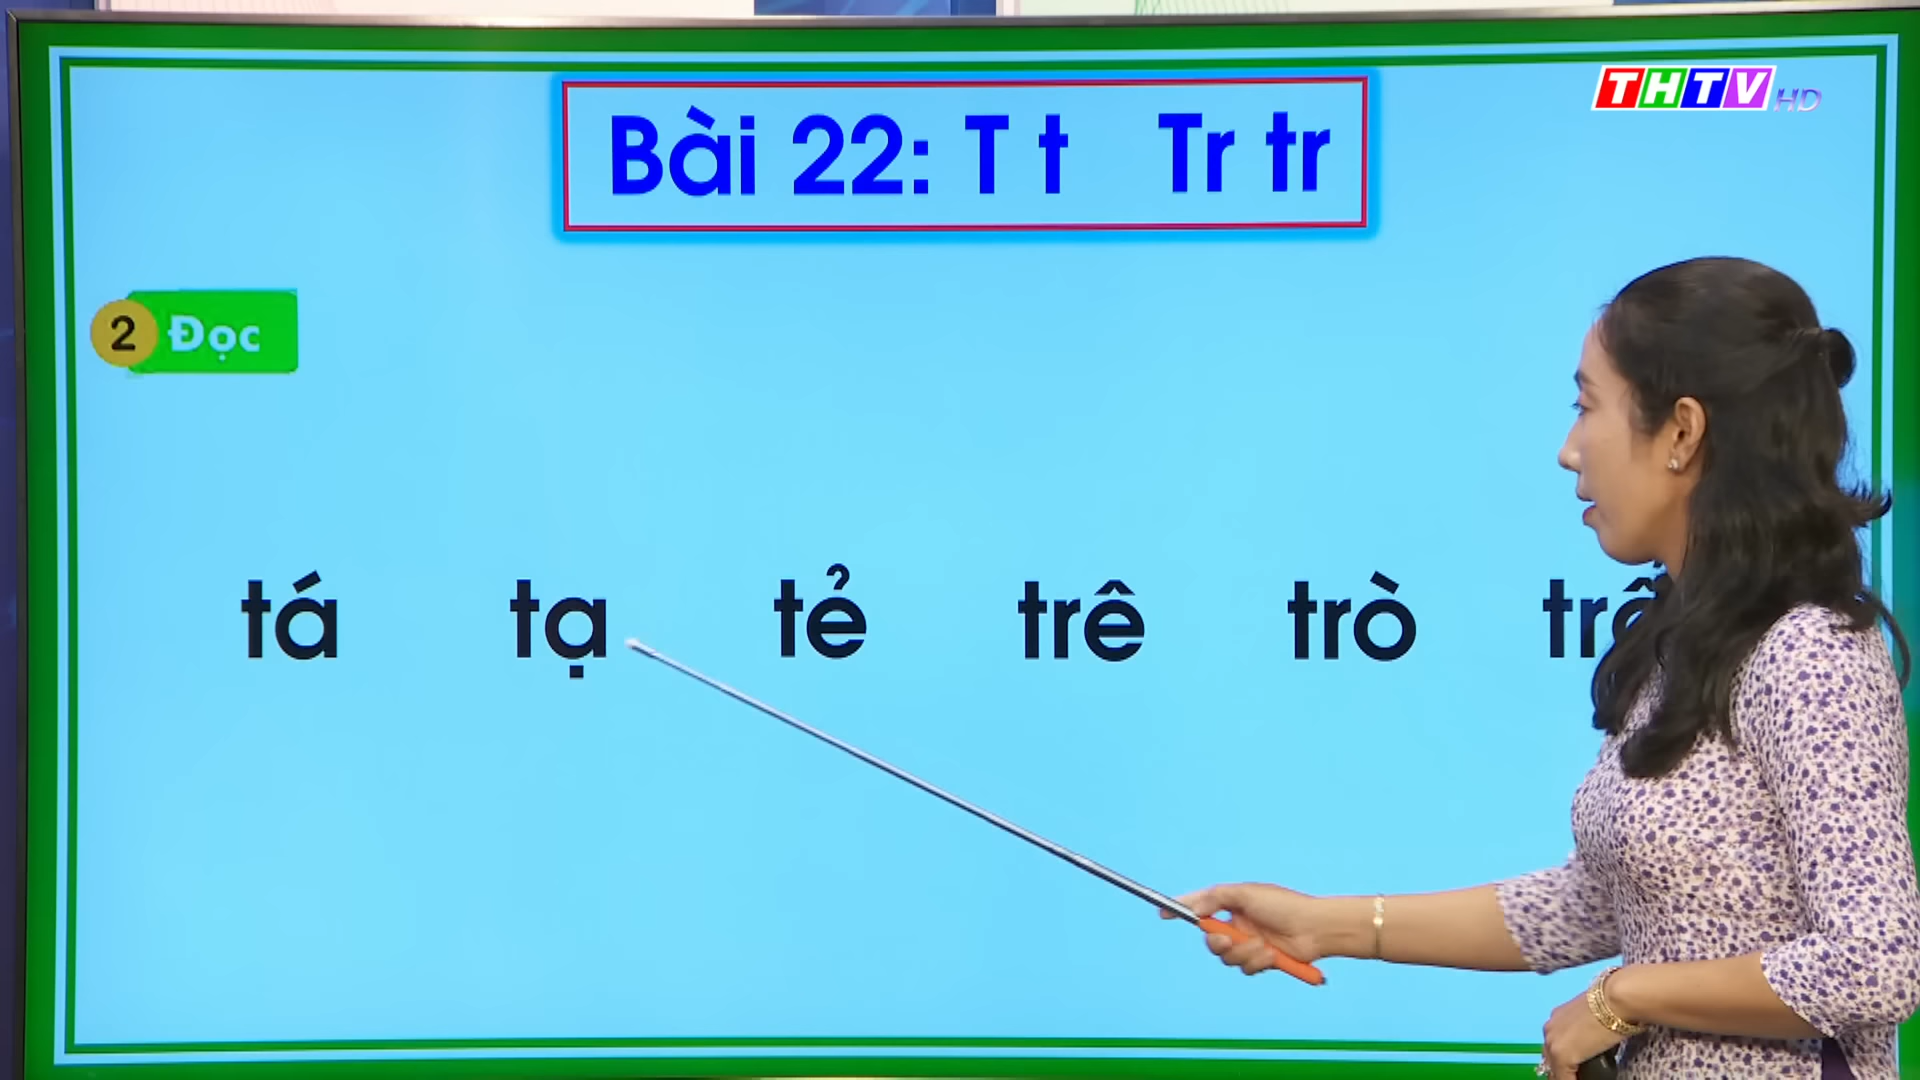 THTV HD
Bài 22: T t Tr tr
2 Đọc
tá tạ tẻ trê trò